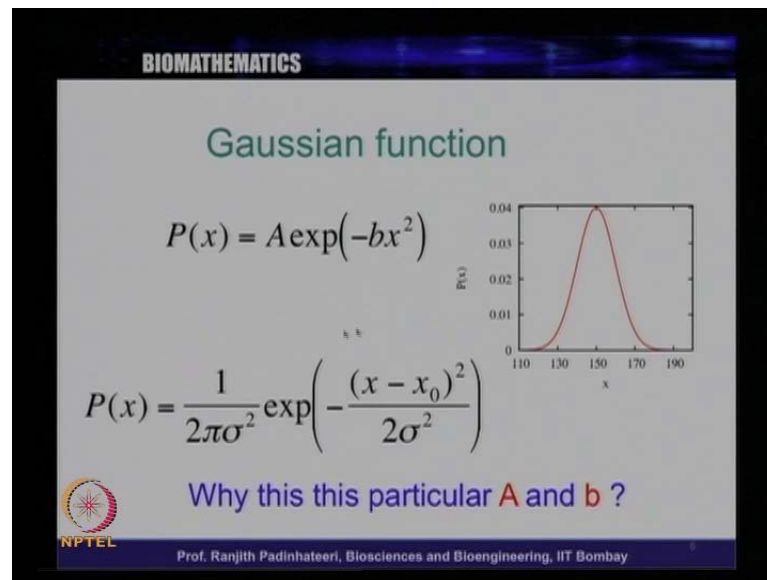 BIOMATHEMATICS
Gaussian function
P(x) = A exp(−bx²)
0.04
0.03
0.02
0.01
0
P(x)
110 130 150 170 190
x
P(x) = 1/(2πσ²) exp(−(x − x₀)²/(2σ²))
Why this this particular A and b ?
NPTEL
Prof. Ranjith Padinhateeri, Biosciences and Bioengineering, IIT Bombay
6